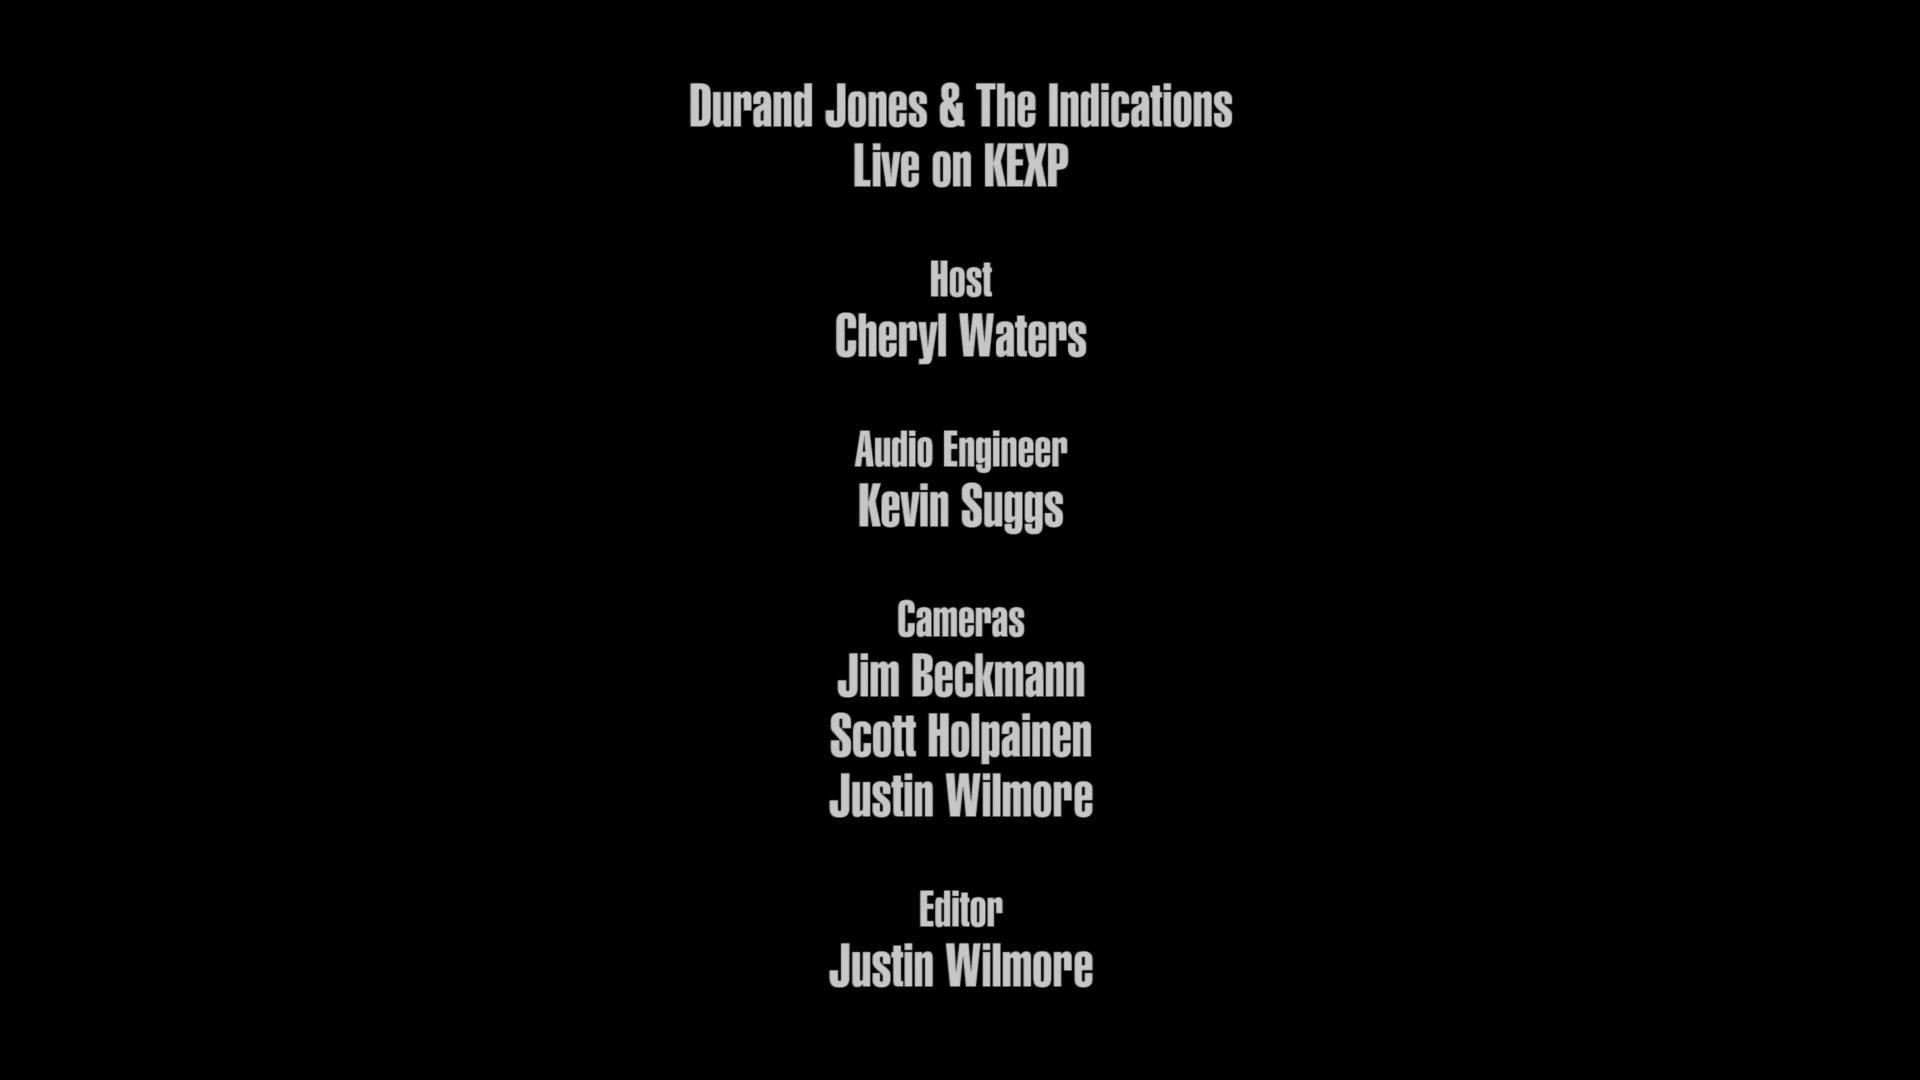 Durand Jones & The Indications
Live on KEXP
Host
Cheryl Waters
Audio Engineer
Kevin Suggs
Cameras
Jim Beckmann
Scott Holpainen
Justin Wilmore
Editor
Justin Wilmore